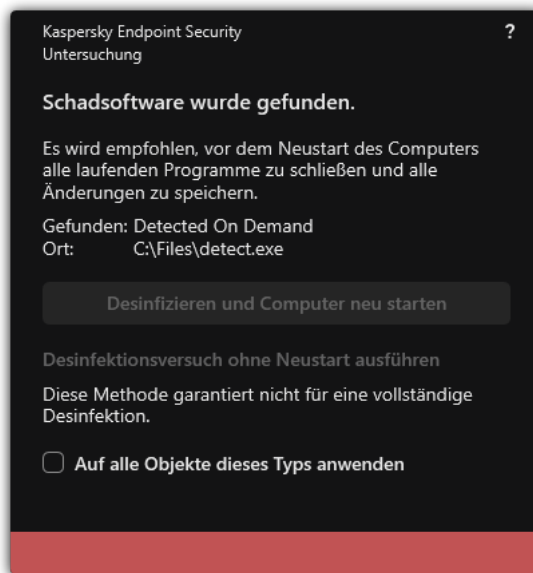 Kaspersky Endpoint Security
?
Untersuchung
Schadsoftware wurde gefunden.
Es wird empfohlen, vor dem Neustart des Computers
alle laufenden Programme zu schließen und alle
Änderungen zu speichern.
Gefunden: Detected On Demand
Ort: C:\Files\detect.exe
Desinfizieren und Computer neu starten
Desinfektionsversuch ohne Neustart ausführen
Diese Methode garantiert nicht für eine vollständige
Desinfektion.
Auf alle Objekte dieses Typs anwenden